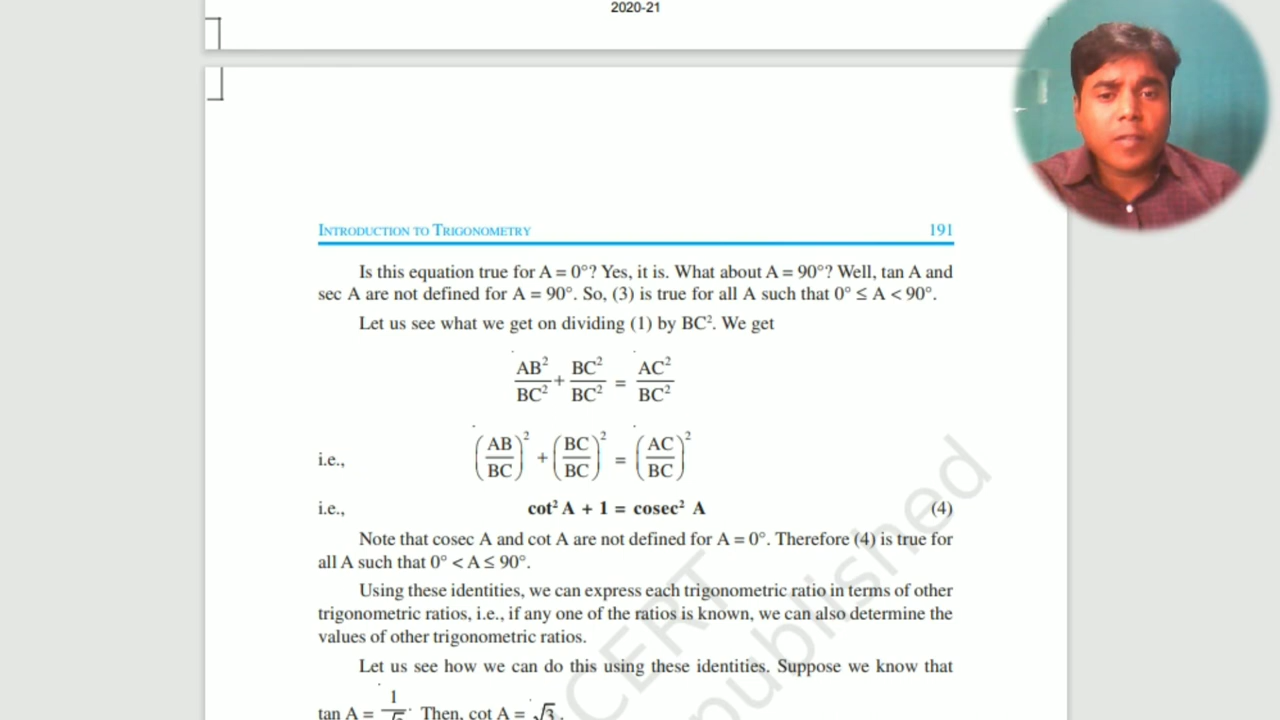 2020-21
INTRODUCTION TO TRIGONOMETRY 191
Is this equation true for A = 0°? Yes, it is. What about A = 90°? Well, tan A and
sec A are not defined for A = 90°. So, (3) is true for all A such that 0° ≤ A < 90°.
Let us see what we get on dividing (1) by BC². We get
AB²/BC² + BC²/BC² = AC²/BC²
i.e., (AB/BC)² + (BC/BC)² = (AC/BC)²
i.e., cot² A + 1 = cosec² A (4)
Note that cosec A and cot A are not defined for A = 0°. Therefore (4) is true for
all A such that 0° < A ≤ 90°.
Using these identities, we can express each trigonometric ratio in terms of other
trigonometric ratios, i.e., if any one of the ratios is known, we can also determine the
values of other trigonometric ratios.
Let us see how we can do this using these identities. Suppose we know that
tan A = 1/√3. Then, cot A = √3.
CERT
published